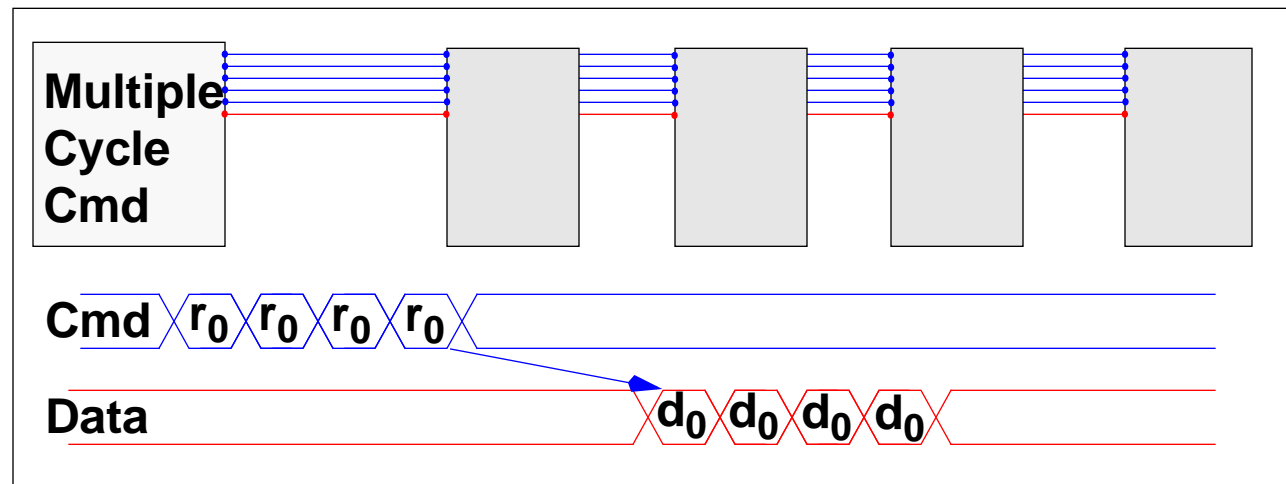 Multiple
Cycle
Cmd
Cmd r0 r0 r0 r0
Data d0 d0 d0 d0